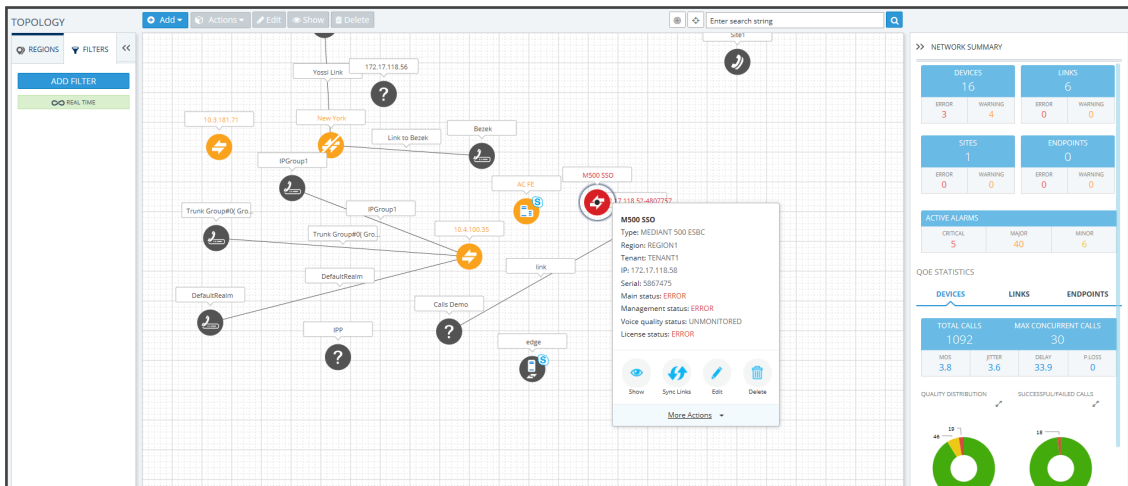 TOPOLOGY
Add
Actions
Edit
Show
Delete
Enter search string
REGIONS
FILTERS
ADD FILTER
REAL TIME
Site1
Yossi Link
172.17.118.56
10.3.181.71
New York
Link to Bezek
Bezek
IPGroup1
M500 SSO
AC FE
S
17.118.52-4807757
Trunk Group#0( Gro...
IPGroup1
10.4.100.35
Trunk Group#0( Gro...
link
DefaultRealm
DefaultRealm
Calls Demo
IPP
edge
S
M500 SSO
Type: MEDIANT 500 ESBC
Region: REGION1
Tenant: TENANT1
IP: 172.17.118.58
Serial: 5867475
Main status: ERROR
Management status: ERROR
Voice quality status: UNMONITORED
License status: ERROR
Show
Sync Links
Edit
Delete
More Actions
NETWORK SUMMARY
DEVICES
16
ERROR
WARNING
3
4
LINKS
6
ERROR
WARNING
0
0
SITES
1
ERROR
WARNING
0
0
ENDPOINTS
0
ERROR
WARNING
0
0
ACTIVE ALARMS
CRITICAL
MAJOR
MINOR
5
40
6
QOE STATISTICS
DEVICES
LINKS
ENDPOINTS
TOTAL CALLS
1092
MAX CONCURRENT CALLS
30
MOS
JITTER
DELAY
P.LOSS
3.8
3.6
33.9
0
QUALITY DISTRIBUTION
SUCCESSFUL/FAILED CALLS
19
46
18